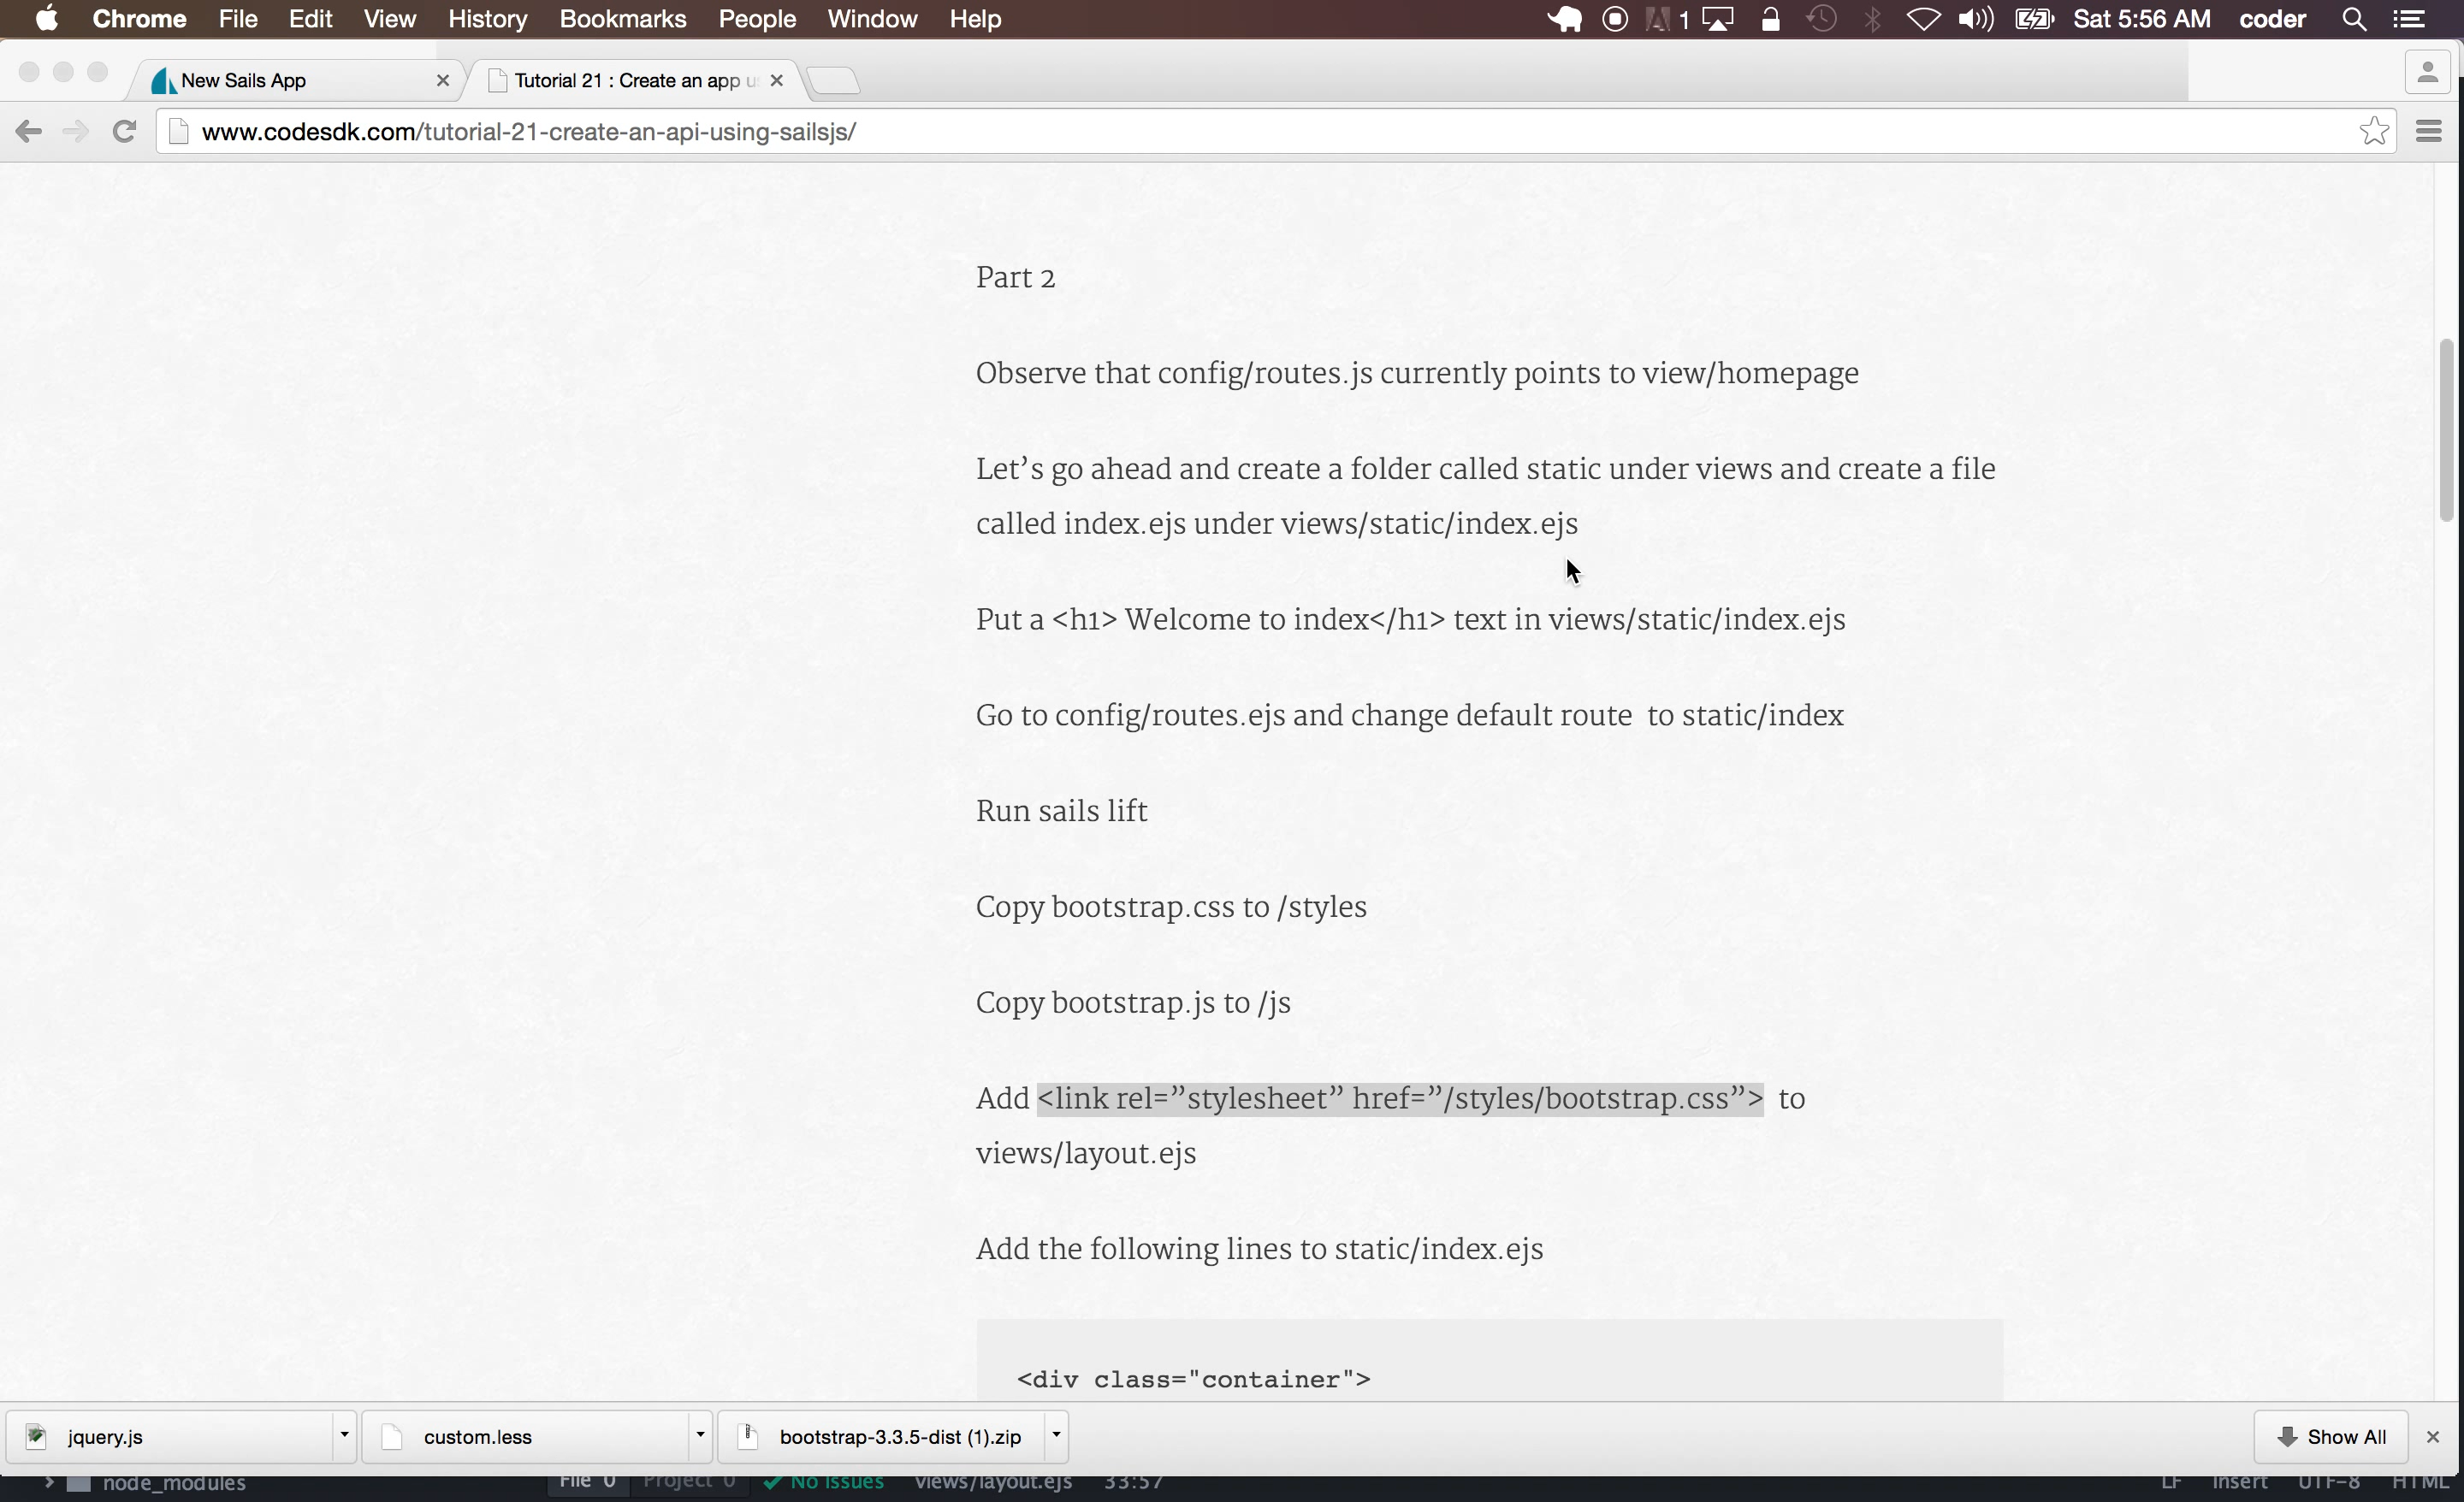 Chrome File Edit View History Bookmarks People Window Help 1 Sat 5:56 AM coder
New Sails App
Tutorial 21 : Create an app u
www.codesdk.com/tutorial-21-create-an-api-using-sailsjs/
Part 2
Observe that config/routes.js currently points to view/homepage
Let’s go ahead and create a folder called static under views and create a file
called index.ejs under views/static/index.ejs
Put a <h1> Welcome to index</h1> text in views/static/index.ejs
Go to config/routes.ejs and change default route  to static/index
Run sails lift
Copy bootstrap.css to /styles
Copy bootstrap.js to /js
Add <link rel=”stylesheet” href=”/styles/bootstrap.css”>  to
views/layout.ejs
Add the following lines to static/index.ejs
<div class="container">
jquery.js custom.less bootstrap-3.3.5-dist (1).zip Show All
node_modules File 0 Project 0 No Issues views/layout.ejs 33:57 LF Insert UTF-8 HTML